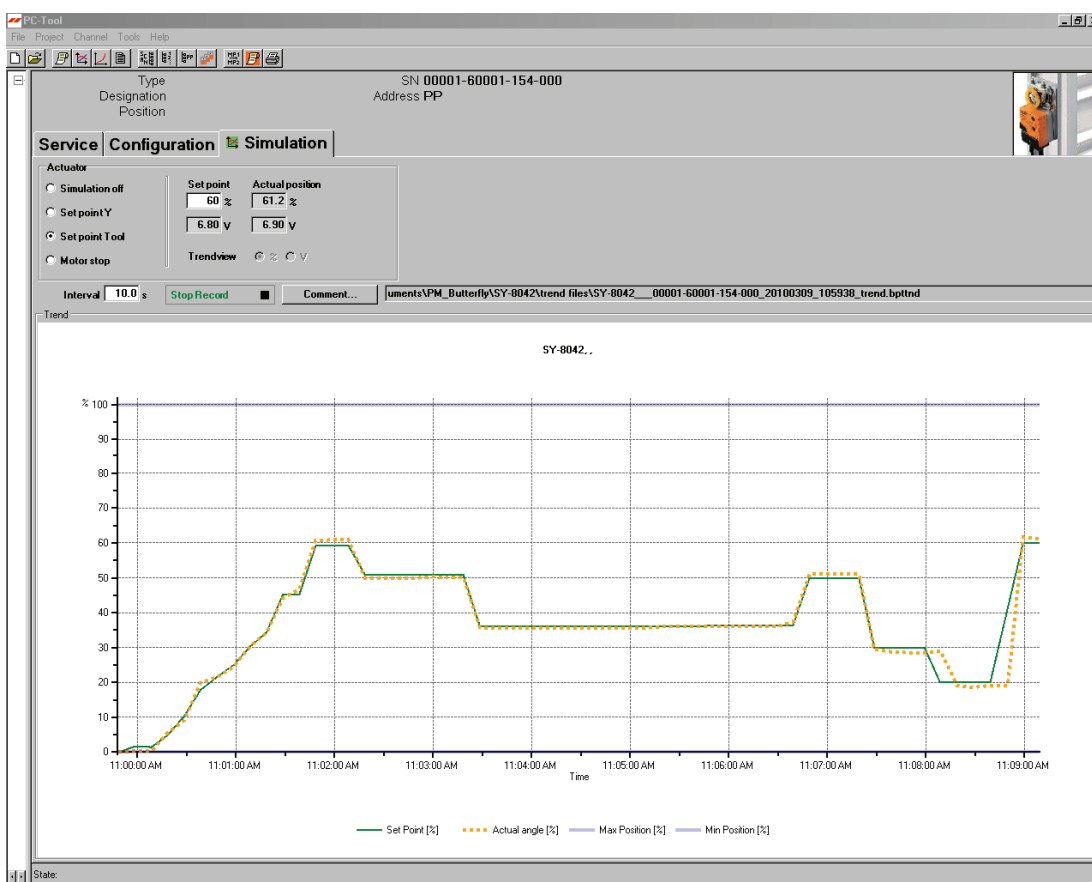 PC-Tool
File Project Channel Tools Help
MP1
MP3
Type
SN 00001-60001-154-000
Designation
Address PP
Position
Service Configuration Simulation
Actuator
Simulation off
Set point Actual position
60 % 61.2 %
Set point Y
6.80 V 6.90 V
Set point Tool
Motor stop
Trendview % V
Interval 10.0 s Stop Record Comment... uments\PM_Butterfly\SY-8042\trend files\SY-8042___00001-60001-154-000_20100309_105938_trend.bpttnd
Trend
SY-8042, ,
% 100
90
80
70
60
50
40
30
20
10
0
11:00:00 AM 11:01:00 AM 11:02:00 AM 11:03:00 AM 11:04:00 AM 11:05:00 AM 11:06:00 AM 11:07:00 AM 11:08:00 AM 11:09:00 AM
Time
Set Point [%] Actual angle [%] Max Position [%] Min Position [%]
State: